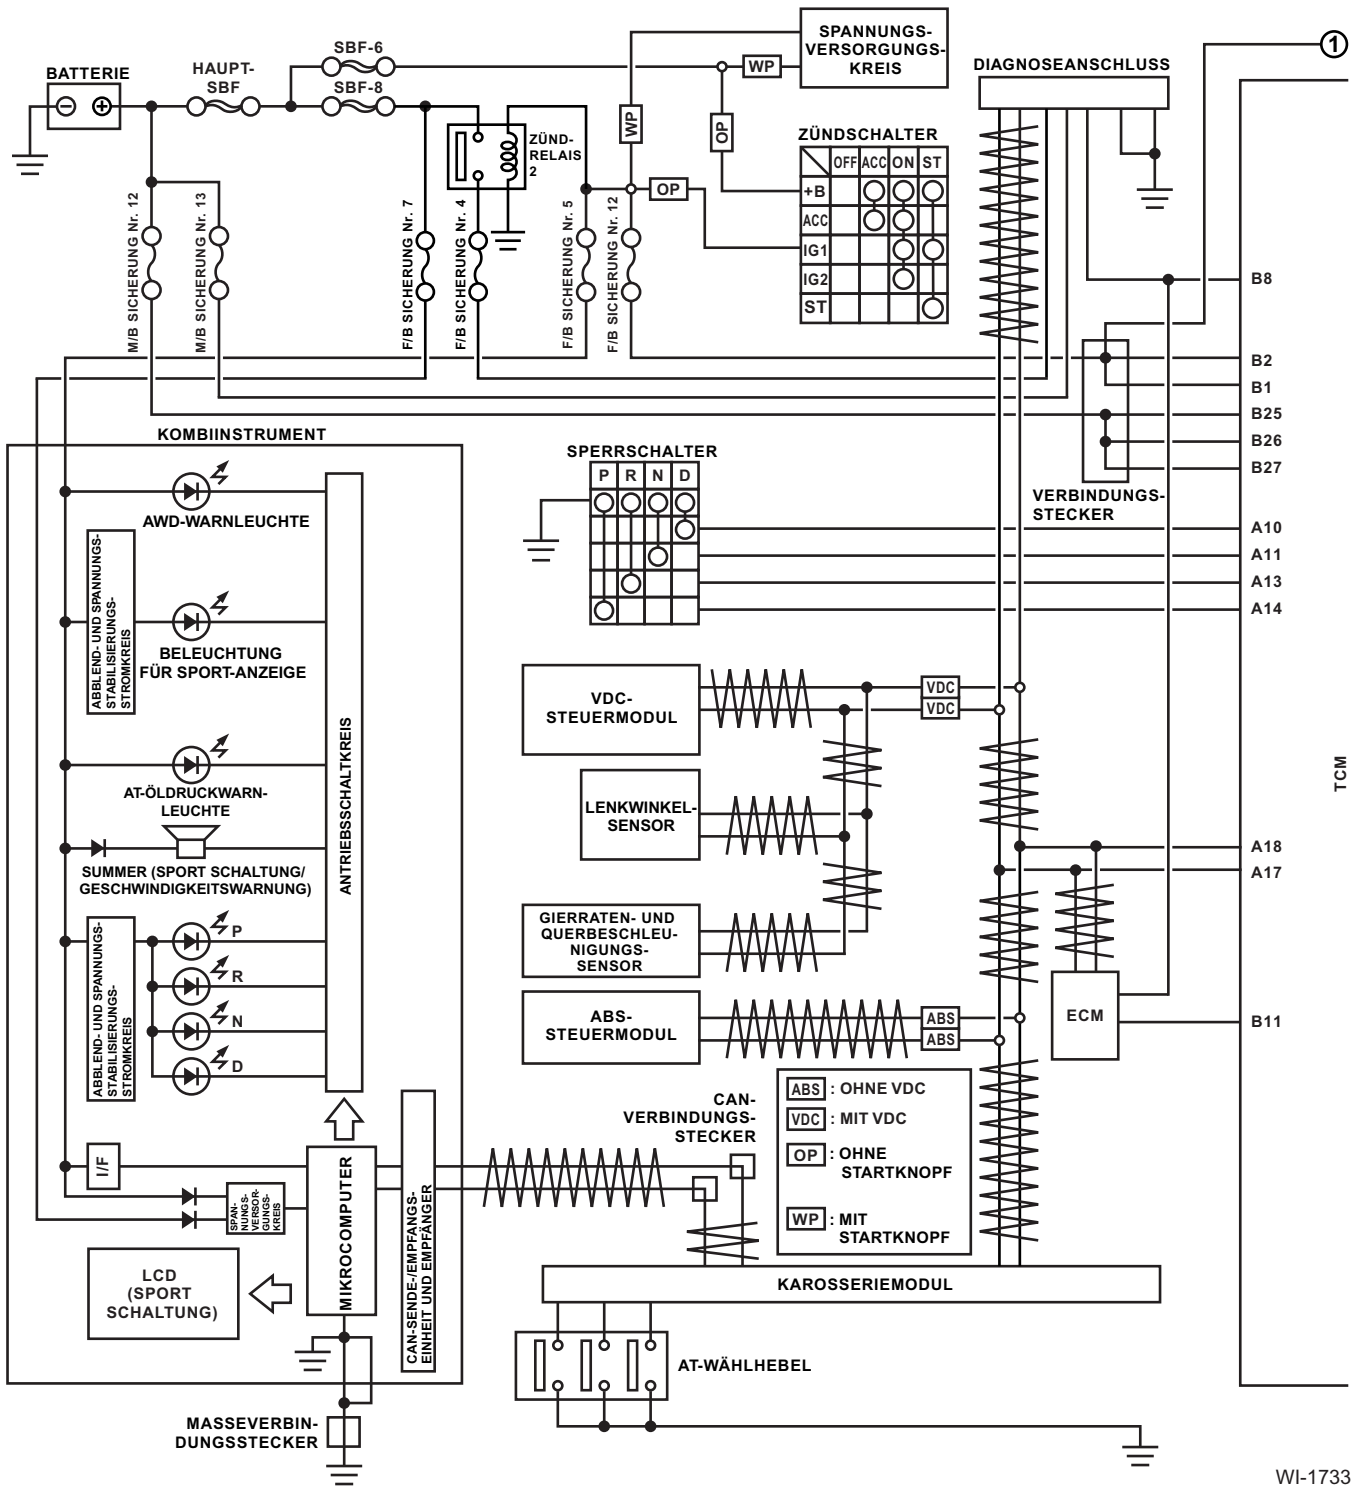 SPANNUNGS-
VERSORGUNGS-
KREIS
1
SBF-6
WP
BATTERIE
HAUPT-
SBF
SBF-8
DIAGNOSEANSCHLUSS
WP
OP
ZÜNDSCHALTER
ZÜND-
RELAIS
2
OFF ACC ON ST
+B
ACC
IG1
IG2
ST
OP
M/B SICHERUNG Nr. 12
M/B SICHERUNG Nr. 13
F/B SICHERUNG Nr. 7
F/B SICHERUNG Nr. 4
F/B SICHERUNG Nr. 5
F/B SICHERUNG Nr. 12
B8
B2
B1
B25
B26
B27
VERBINDUNGS-
STECKER
KOMBIINSTRUMENT
SPERRSCHALTER
P R N D
A10
A11
A13
A14
AWD-WARNLEUCHTE
ABBLEND- UND SPANNUNGS-
STABILISIERUNGS-
STROMKREIS
BELEUCHTUNG
FÜR SPORT-ANZEIGE
ANTRIEBSSCHALTKREIS
AT-ÖLDRUCKWARN-
LEUCHTE
SUMMER (SPORT SCHALTUNG/
GESCHWINDIGKEITSWARNUNG)
ABBLEND- UND SPANNUNGS-
STABILISIERUNGS-
STROMKREIS
P
R
N
D
VDC-
STEUERMODUL
VDC
VDC
LENKWINKEL-
SENSOR
TCM
A18
A17
GIERRATEN- UND
QUERBESCHLEU-
NIGUNGS-
SENSOR
ABS-
STEUERMODUL
ABS
ABS
ECM
B11
CAN-
VERBINDUNGS-
STECKER
ABS : OHNE VDC
VDC : MIT VDC
OP : OHNE
STARTKNOPF
WP : MIT
STARTKNOPF
I/F
SPAN-
NUNGS-
VERSOR-
GUNGS-
KREIS
MIKROCOMPUTER
CAN-SENDE-/EMPFANGS-
EINHEIT UND EMPFÄNGER
LCD
(SPORT
SCHALTUNG)
KAROSSERIEMODUL
AT-WÄHLHEBEL
MASSEVERBIN-
DUNGSSTECKER
WI-1733